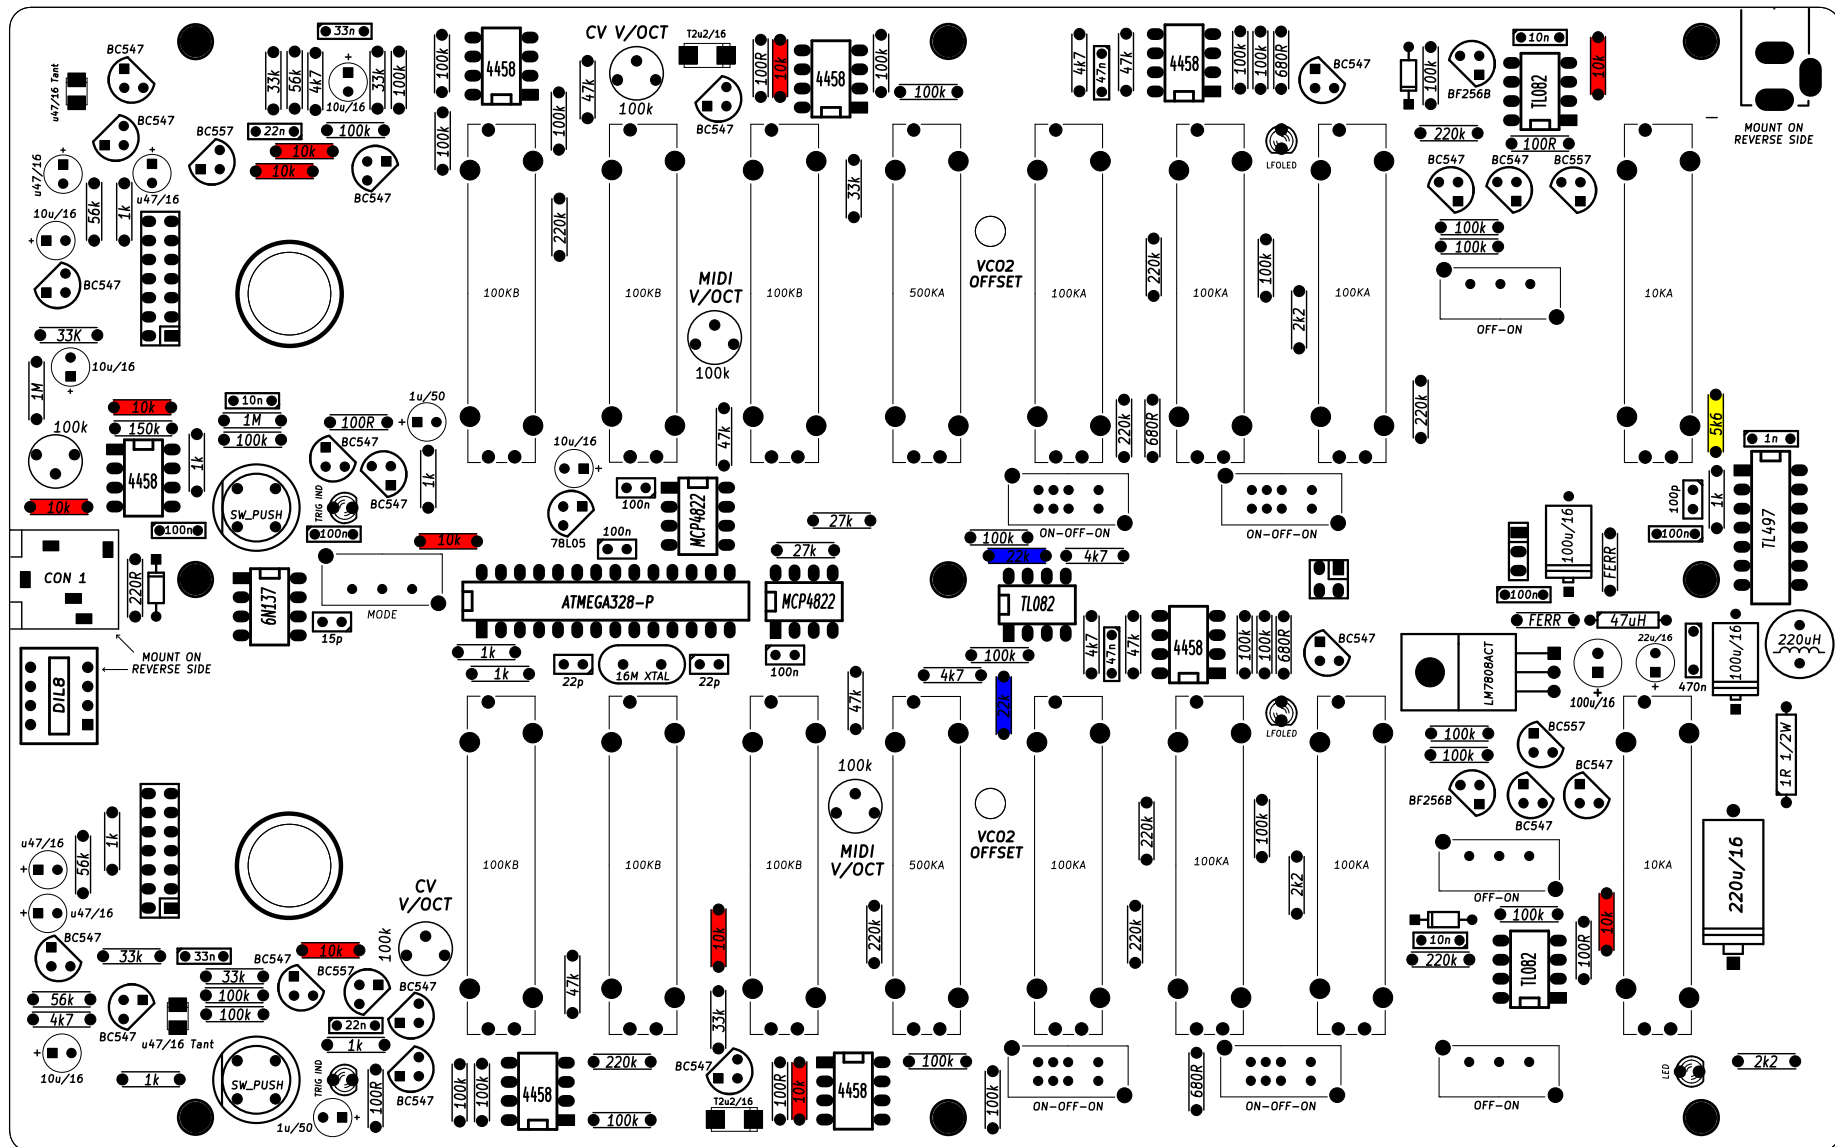 33n
CV V/OCT
T2u2/16
10n
BC547
47/16 Tant
33k
56k
4k7
10u/16
33k
100k
100k
4458
47k
100k
100R
10k
4458
100k
4k7
47n
47k
4458
100k
100k
680R
BC547
100k
BF256B
TL082
10k
100k
MOUNT ON
REVERSE SIDE
BC547
BC557
22n
100k
100k
100k
BC547
220k
100R
10k
10k
BC547
LFOLED
u47/16
u47/16
33k
BC547
BC547
BC557
56k
1k
10u/16
220k
100k
100k
BC547
VCO2
OFFSET
220k
100k
MIDI
V/OCT
100KB
100KB
100KB
500KA
100KA
100KA
100KA
10KA
2k2
OFF-ON
33K
10u/16
100k
1M
10k
150k
10n
1M
100k
100R
1u/50
220k
5k6
100k
47k
220k
680R
1n
BC547
10u/16
4458
1k
SW_PUSH
TRIG IND
BC547
1k
100n
MCP4822
100p
1k
TL497
10k
100n
100n
78L05
27k
ON-OFF-ON
ON-OFF-ON
100u/16
100n
10k
100n
27k
100k
22k
4k7
FERR
CON 1
220R
6N137
MODE
ATMEGA328-P
MCP4822
TL082
100n
15p
4k7
47n
47k
4458
100k
100k
680R
BC547
FERR
47uH
22u/16
100u/16
220uH
MOUNT ON
REVERSE SIDE
1k
1k
22p
16M XTAL
22p
100n
100k
4k7
LM7808ACT
100u/16
470n
DIL8
47k
22k
LFOLED
100k
100k
BC557
1R 1/2W
100k
BF256B
BC547
BC547
u47/16
56k
1k
MIDI
V/OCT
VCO2
OFFSET
220k
100k
100KB
100KB
100KB
500KA
100KA
100KA
100KA
10KA
2k2
220u/16
CV
V/OCT
OFF-ON
u47/16
10k
220k
220k
100k
10k
BC547
33k
33n
10k
100k
10n
220k
TL082
100R
33k
100k
100k
BC547
BC557
BC547
47k
56k
4k7
BC547
u47/16 Tant
22n
1k
33k
10u/16
1k
SW_PUSH
TRIG IND
100R
BC547
100k
100k
4458
220k
BC547
100R
10k
4458
100k
100k
680R
LED
2k2
1u/50
100k
T2u2/16
ON-OFF-ON
ON-OFF-ON
OFF-ON